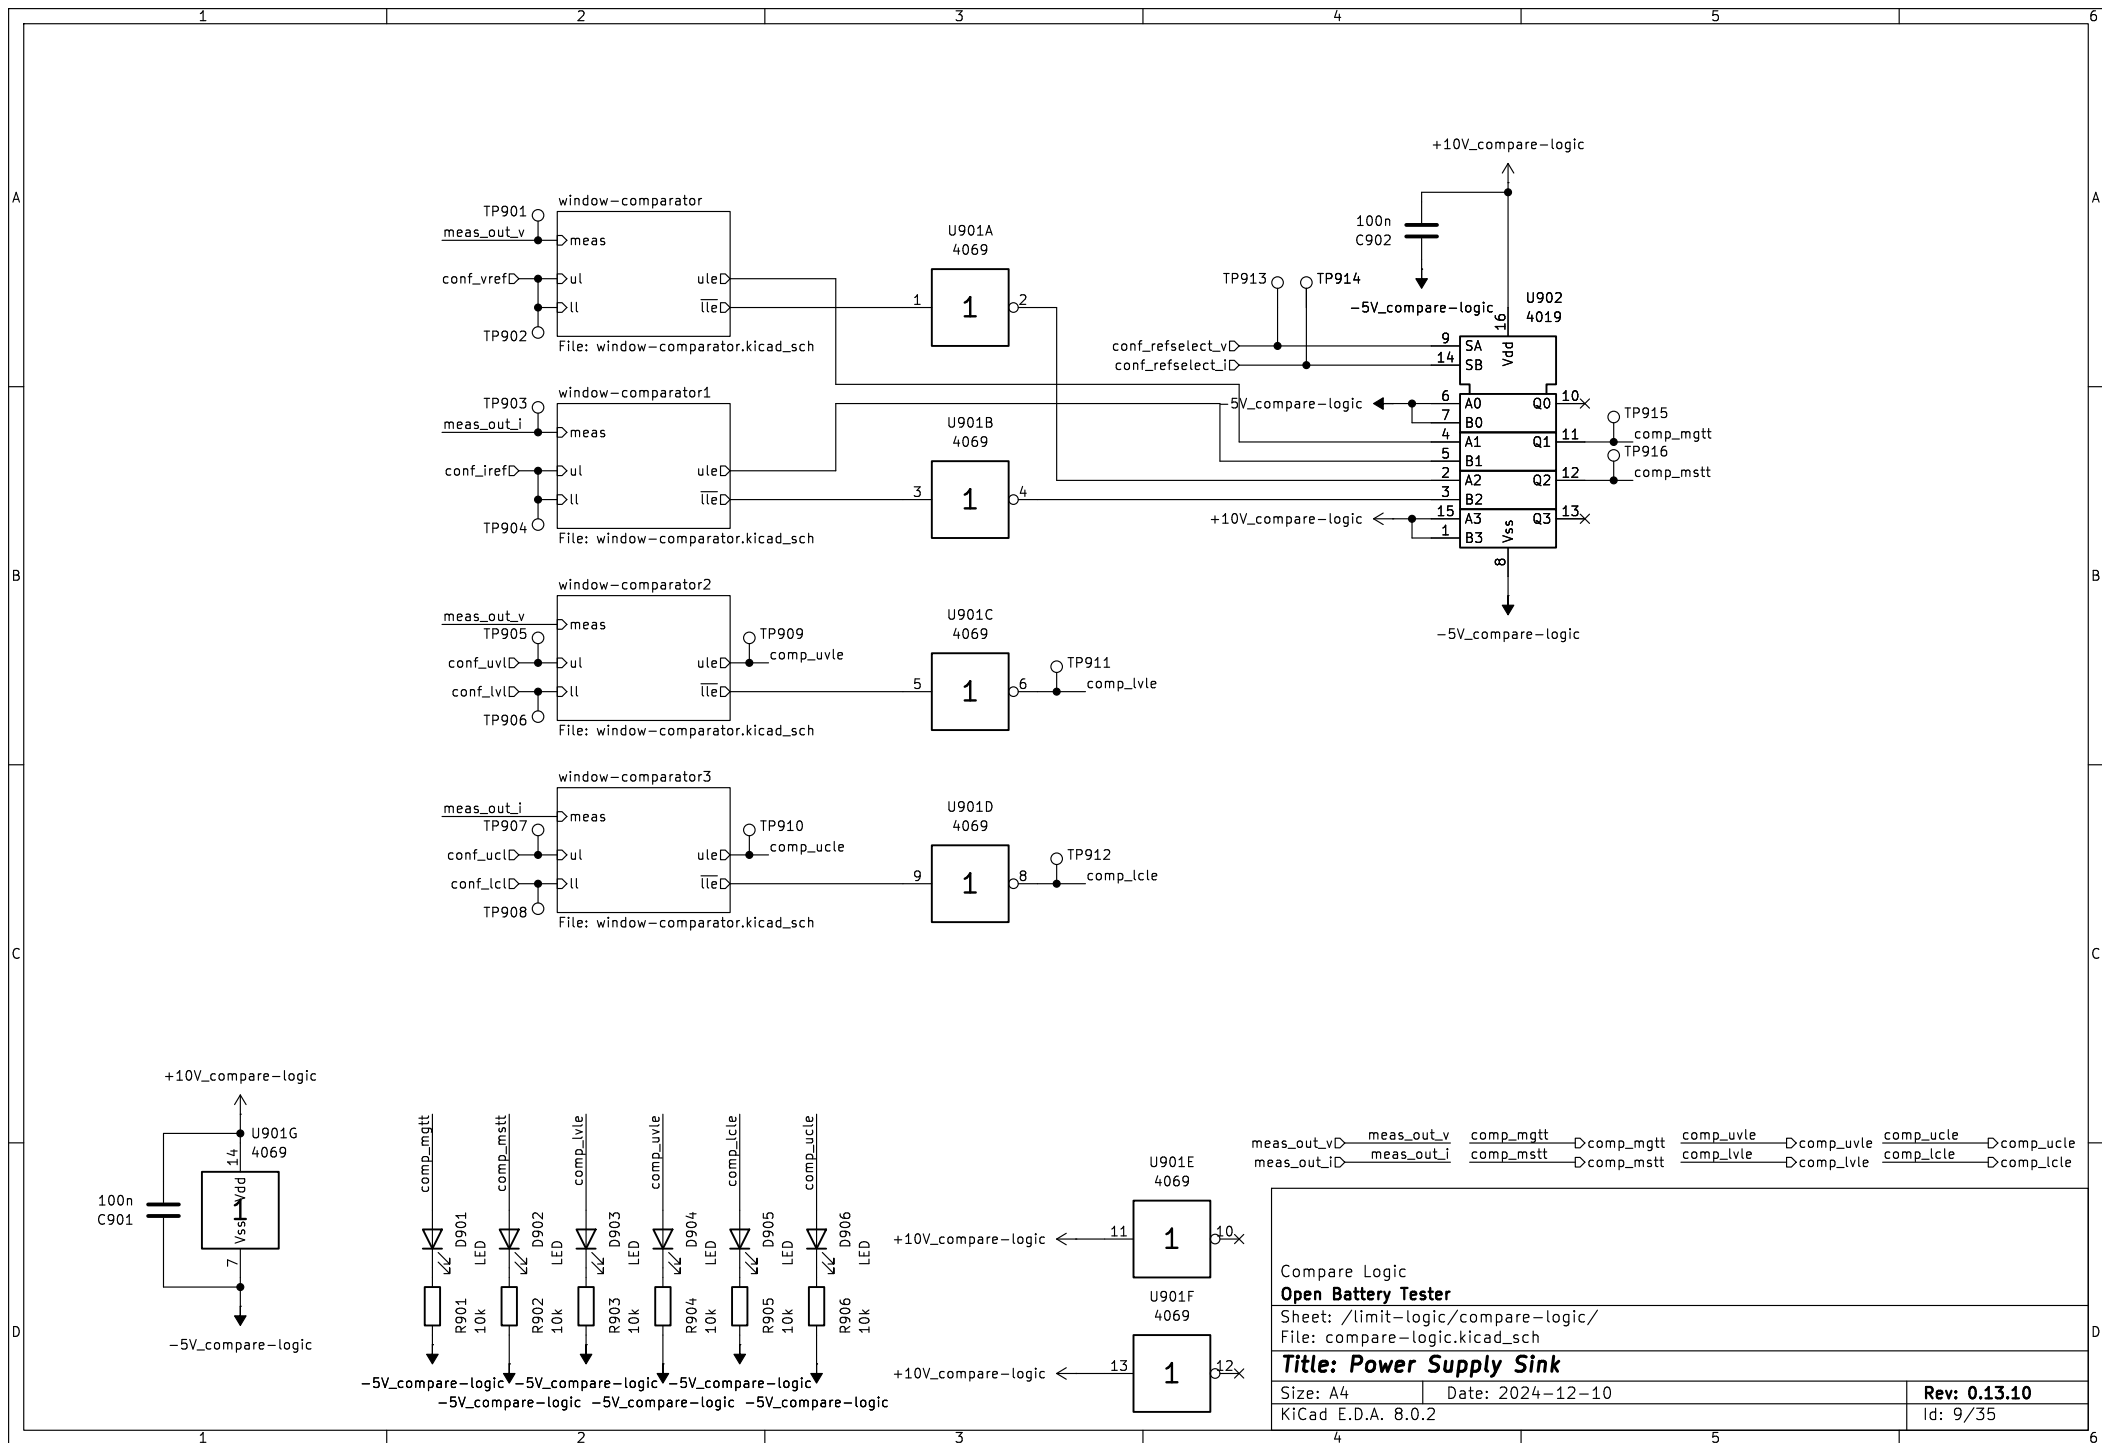 1 2 3 4 5 6
A
A
B
B
C
C
D
D
+10V_compare-logic
100n
C902
-5V_compare-logic
U902
4019
16
Vdd
window-comparator
TP901
meas_out_v
meas
conf_vref
ul
ll
TP902
ule
lle
File: window-comparator.kicad_sch
U901A
4069
1
1
2
TP913
TP914
conf_refselect_v
conf_refselect_i
9 SA
14 SB
-5V_compare-logic
6 A0 Q0 10
7 B0
4 A1 Q1 11
5 B1
2 A2 Q2 12
3 B2
+10V_compare-logic
15 A3 Q3 13
1 B3
Vss
8
-5V_compare-logic
TP915
comp_mgtt
TP916
comp_mstt
window-comparator1
TP903
meas_out_i
meas
conf_iref
ul
ll
TP904
ule
lle
File: window-comparator.kicad_sch
U901B
4069
3
1
4
window-comparator2
meas_out_v
meas
TP905
conf_uvl
ul
conf_lvl
ll
TP906
ule
lle
TP909
comp_uvle
File: window-comparator.kicad_sch
U901C
4069
5
1
6
TP911
comp_lvle
window-comparator3
meas_out_i
meas
TP907
conf_ucl
ul
conf_lcl
ll
TP908
ule
lle
TP910
comp_ucle
File: window-comparator.kicad_sch
U901D
4069
9
1
8
TP912
comp_lcle
+10V_compare-logic
U901G
4069
14
Vdd
1
Vss
7
100n
C901
-5V_compare-logic
comp_mgtt
comp_mstt
comp_lvle
comp_uvle
comp_lcle
comp_ucle
D901
LED
D902
LED
D903
LED
D904
LED
D905
LED
D906
LED
R901
10k
R902
10k
R903
10k
R904
10k
R905
10k
R906
10k
-5V_compare-logic -5V_compare-logic -5V_compare-logic
-5V_compare-logic -5V_compare-logic -5V_compare-logic
U901E
4069
+10V_compare-logic
11
1
10
U901F
4069
+10V_compare-logic
13
1
12
meas_out_v meas_out_v comp_mgtt comp_mgtt comp_uvle comp_uvle comp_ucle comp_ucle
meas_out_i meas_out_i comp_mstt comp_mstt comp_lvle comp_lvle comp_lcle comp_lcle
Compare Logic
Open Battery Tester
Sheet: /limit-logic/compare-logic/
File: compare-logic.kicad_sch
Title: Power Supply Sink
Size: A4 Date: 2024-12-10 Rev: 0.13.10
KiCad E.D.A. 8.0.2 Id: 9/35
1 2 3 4 5 6